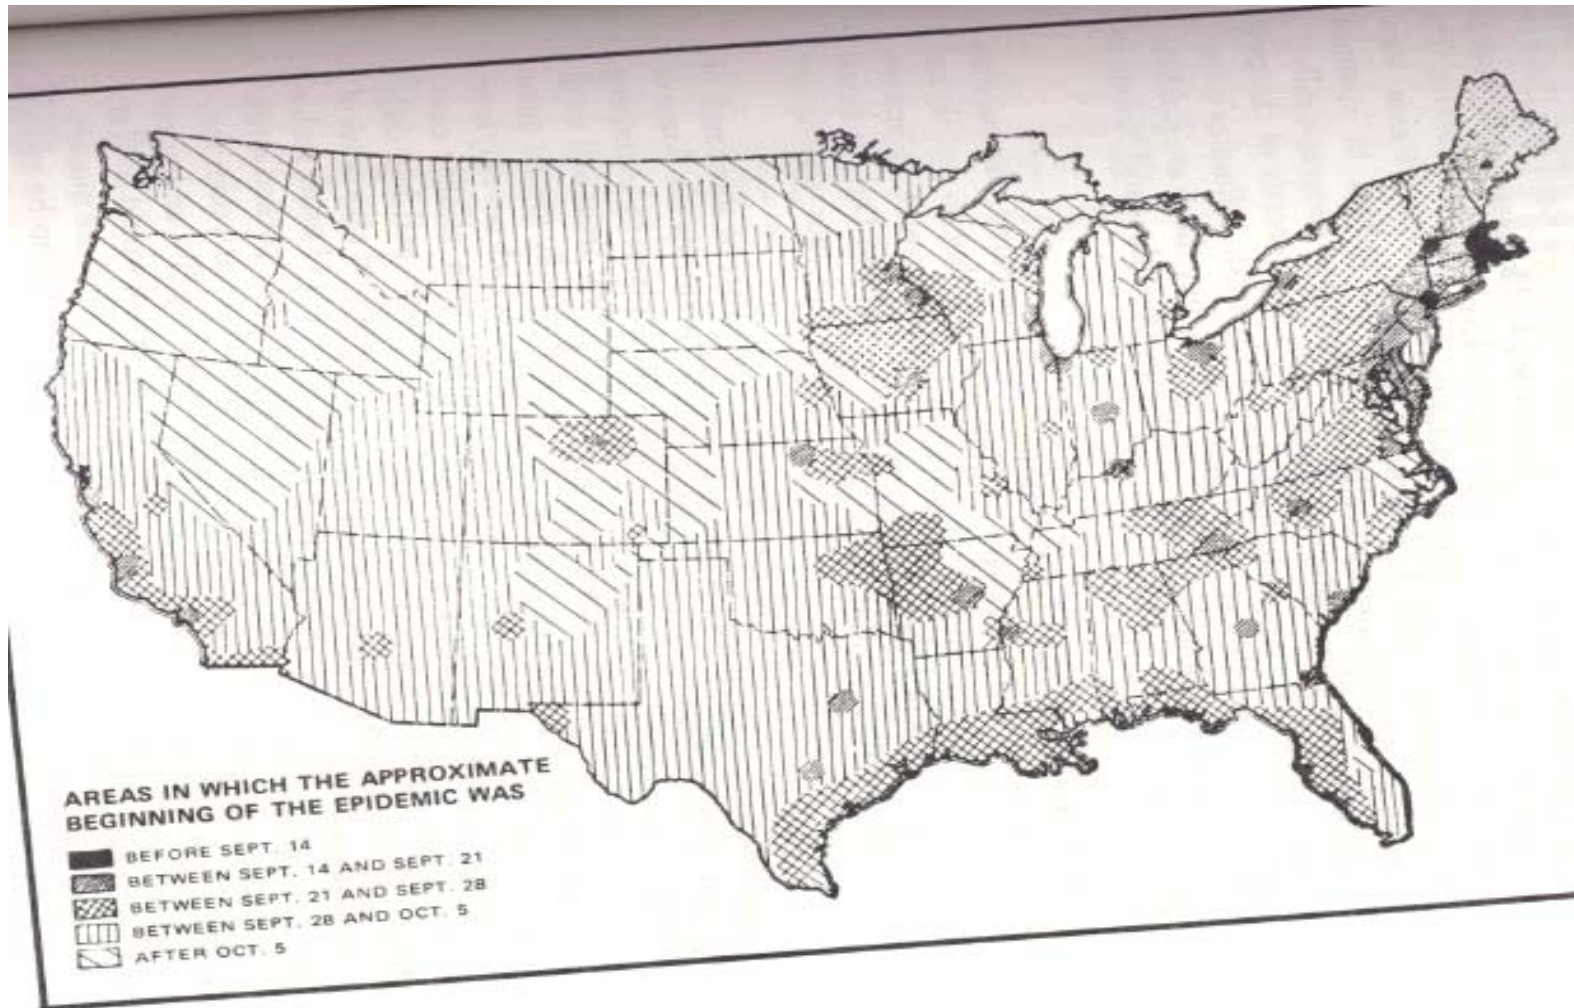 AREAS IN WHICH THE APPROXIMATE
BEGINNING OF THE EPIDEMIC WAS
BEFORE SEPT. 14
BETWEEN SEPT. 14 AND SEPT. 21
BETWEEN SEPT. 21 AND SEPT. 28
BETWEEN SEPT. 28 AND OCT. 5
AFTER OCT. 5